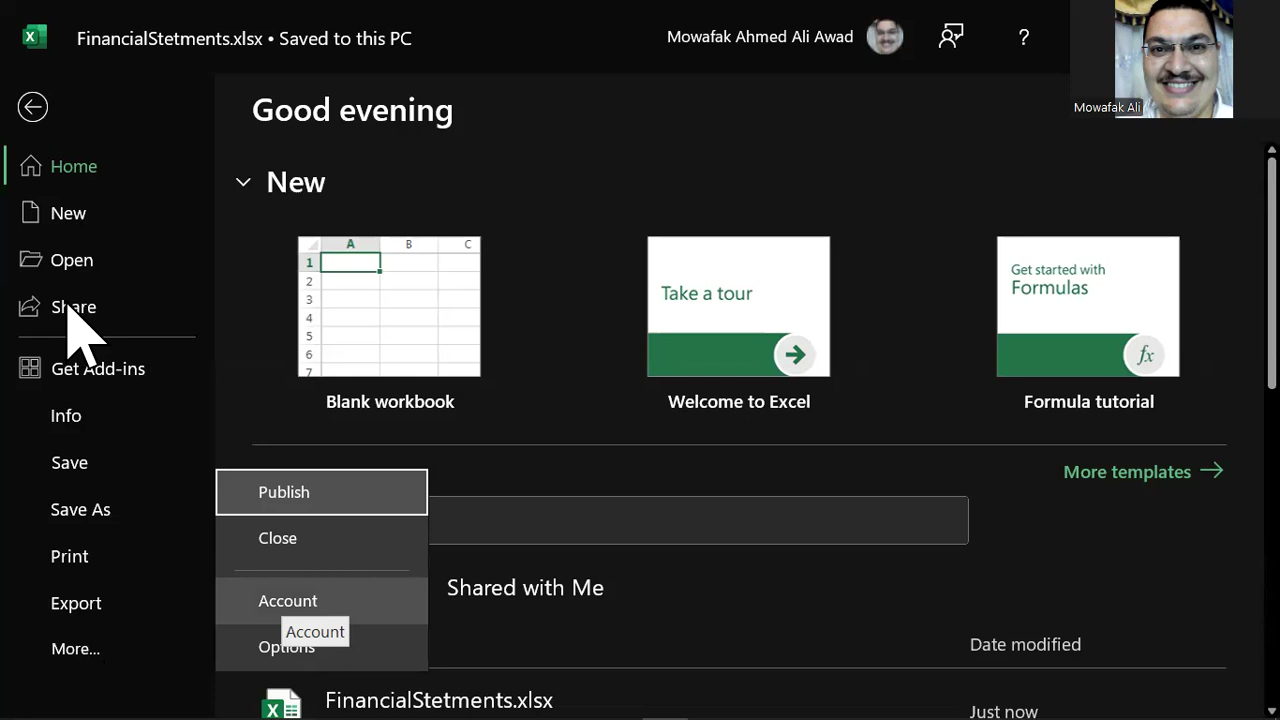 FinancialStetments.xlsx • Saved to this PC
Mowafak Ahmed Ali Awad
?
Mowafak Ali
Good evening
Home
New
Open
Share
Get Add-ins
Info
Save
Save As
Print
Export
More...
New
A B C
1
2
3
4
5
6
7
Blank workbook
Take a tour
Welcome to Excel
Get started with
Formulas
fx
Formula tutorial
More templates
Publish
Close
Account
Account
Options
Shared with Me
Date modified
FinancialStetments.xlsx
Just now